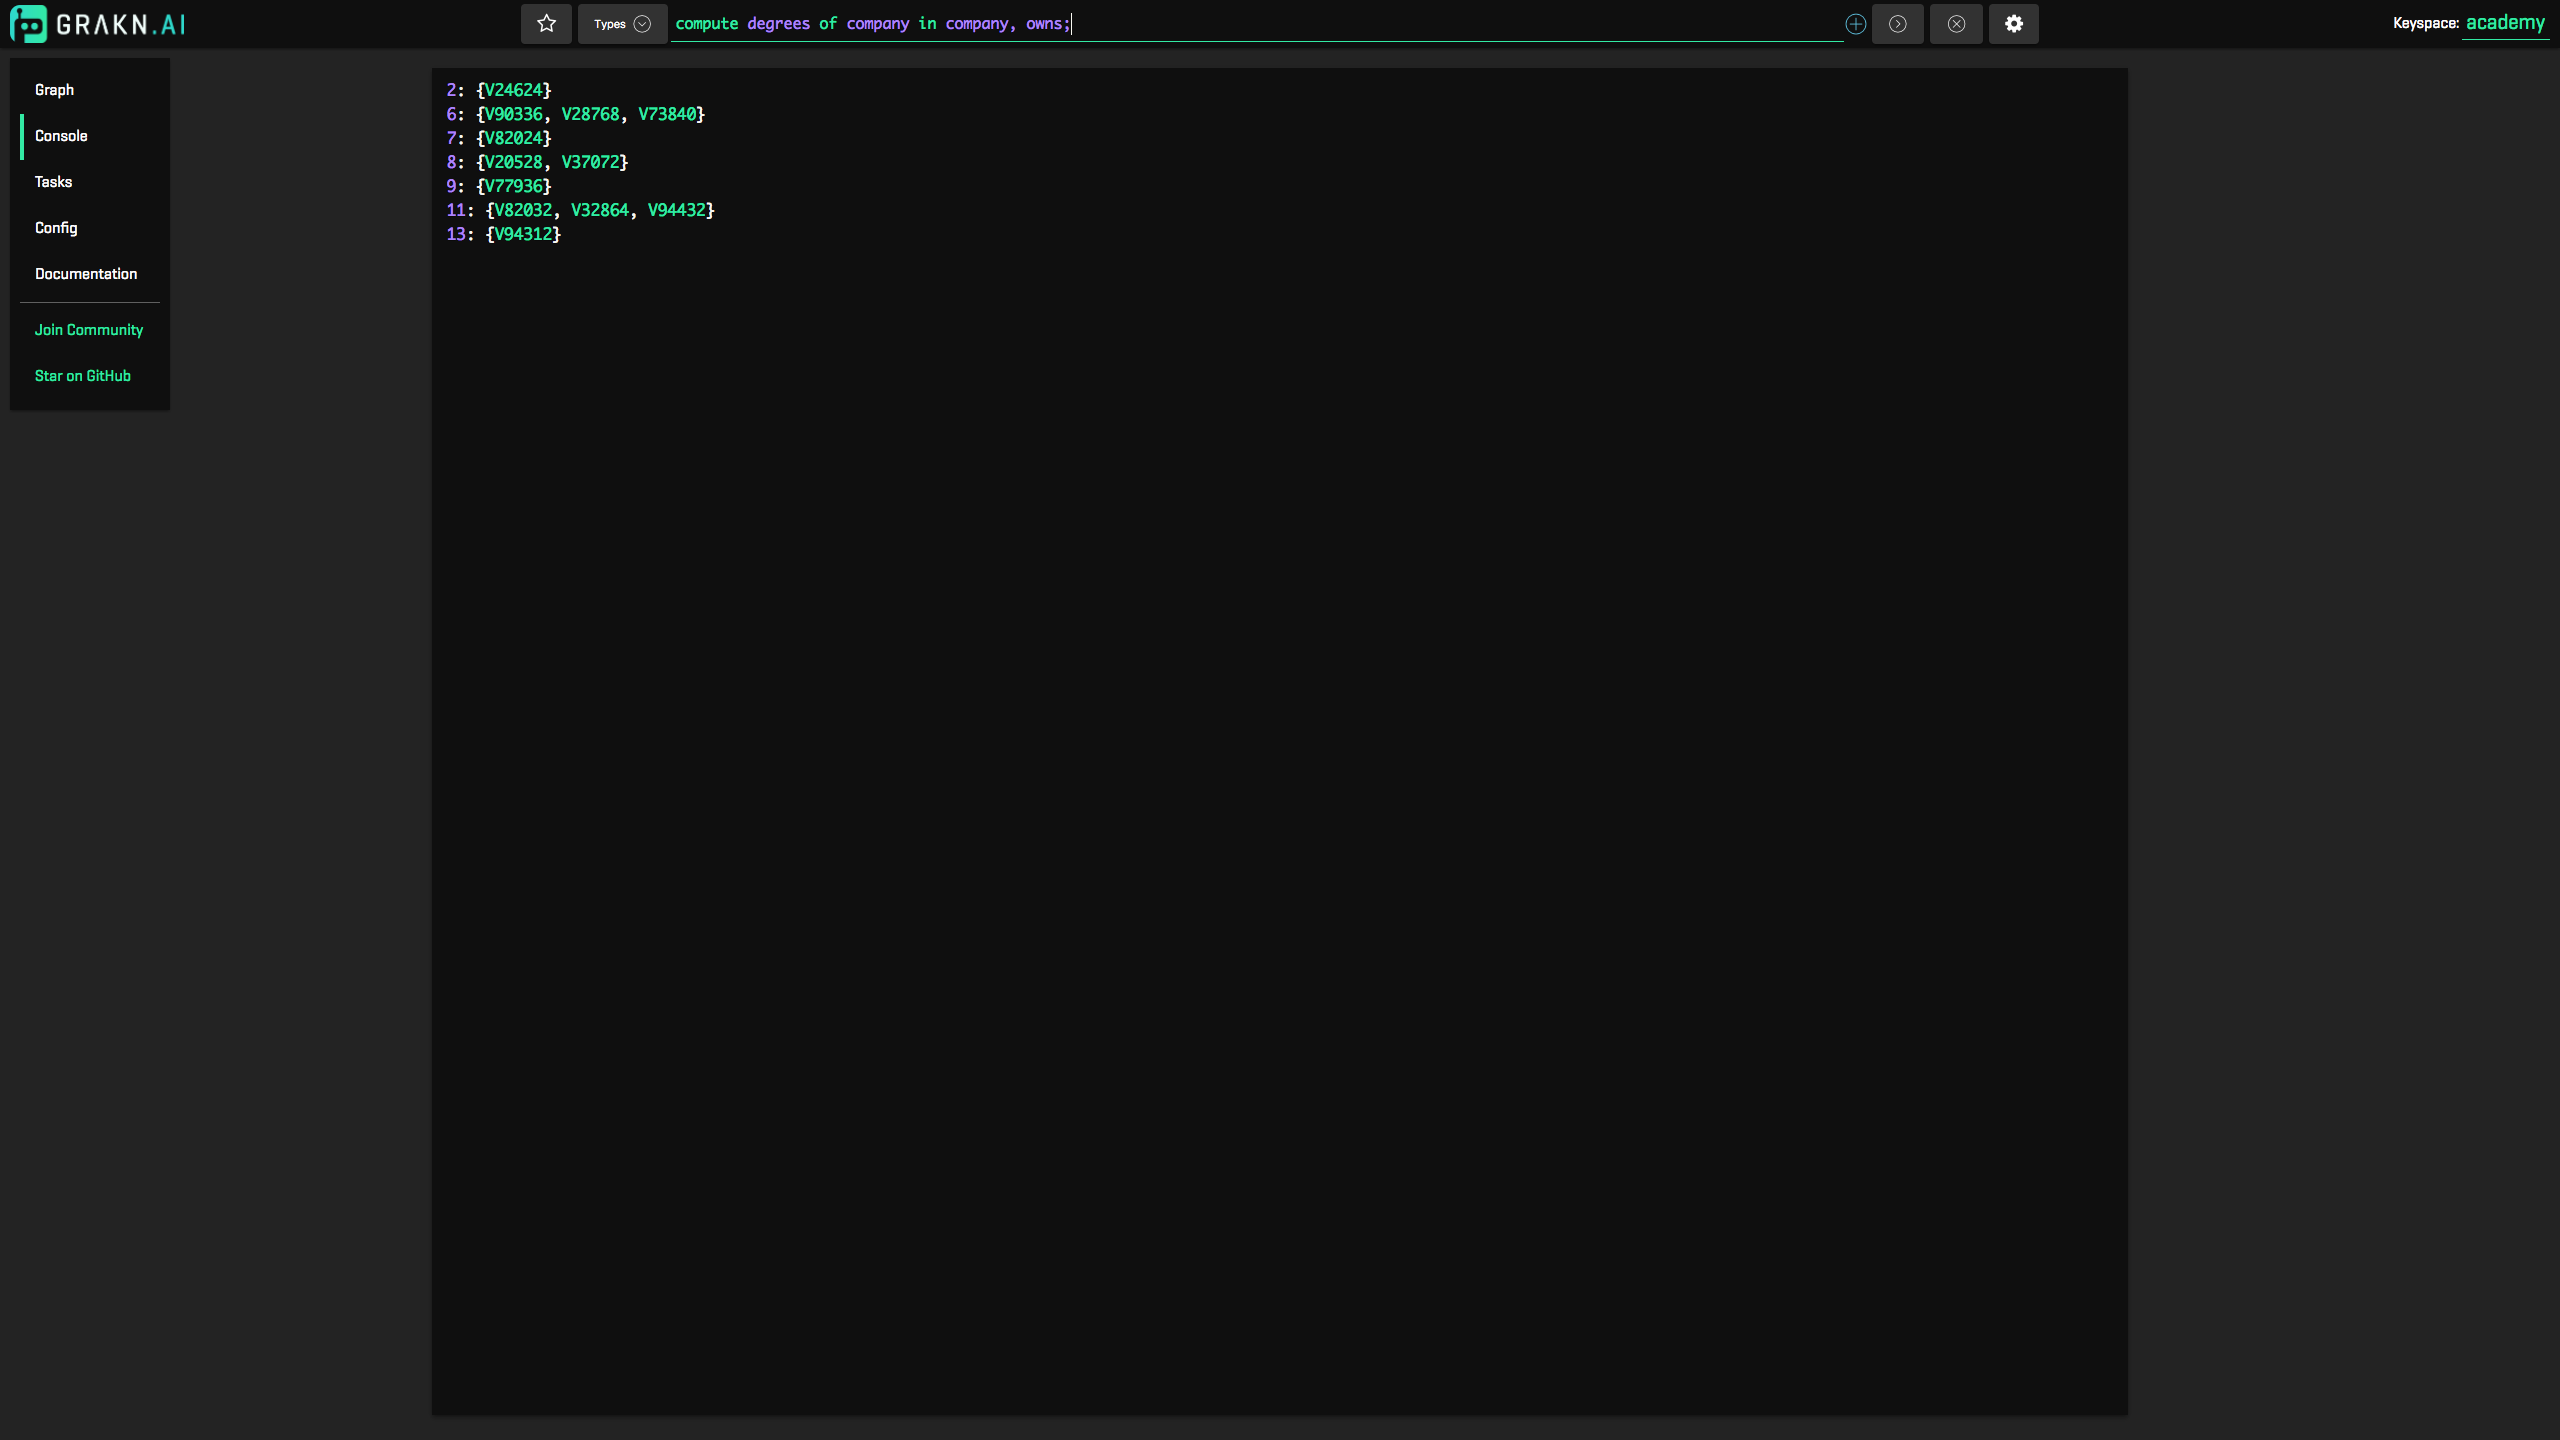 GRAKN.AI
Types
compute degrees of company in company, owns;
Keyspace: academy
Graph
Console
Tasks
Config
Documentation
Join Community
Star on GitHub
2: {V24624}
6: {V90336, V28768, V73840}
7: {V82024}
8: {V20528, V37072}
9: {V77936}
11: {V82032, V32864, V94432}
13: {V94312}